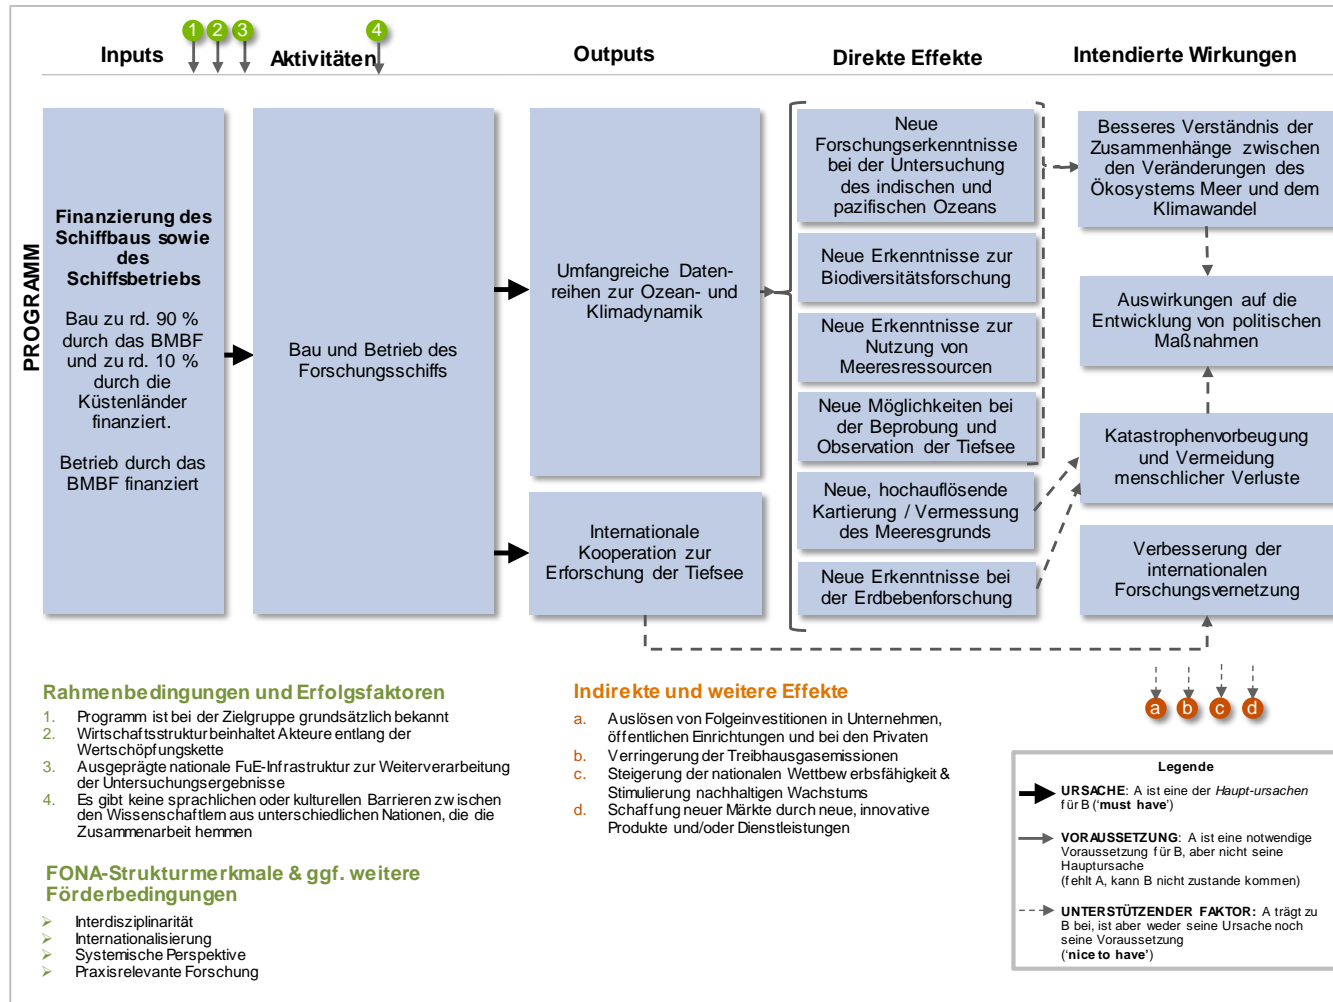 1 2 3 4
Inputs
Aktivitäten
Outputs
Direkte Effekte
Intendierte Wirkungen
PROGRAMM
Finanzierung des
Schiffbaus sowie
des
Schiffsbetriebs
Bau zu rd. 90 %
durch das BMBF
und zu rd. 10 %
durch die
Küstenländer
finanziert.
Betrieb durch das
BMBF finanziert
Bau und Betrieb des
Forschungsschiffs
Umfangreiche Daten-
reihen zur Ozean- und
Klimadynamik
Internationale
Kooperation zur
Erforschung der Tiefsee
Neue
Forschungserkenntnisse
bei der Untersuchung
des indischen und
pazifischen Ozeans
Neue Erkenntnisse zur
Biodiversitätsforschung
Neue Erkenntnisse zur
Nutzung von
Meeresressourcen
Neue Möglichkeiten bei
der Beprobung und
Observation der Tiefsee
Neue, hochauflösende
Kartierung / Vermessung
des Meeresgrunds
Neue Erkenntnisse bei
der Erdbebenforschung
Besseres Verständnis der
Zusammenhänge zwischen
den Veränderungen des
Ökosystems Meer und dem
Klimawandel
Auswirkungen auf die
Entwicklung von politischen
Maßnahmen
Katastrophenvorbeugung
und Vermeidung
menschlicher Verluste
Verbesserung der
internationalen
Forschungsvernetzung
a b c d
Rahmenbedingungen und Erfolgsfaktoren
1. Programm ist bei der Zielgruppe grundsätzlich bekannt
2. Wirtschaftsstruktur beinhaltet Akteure entlang der
Wertschöpfungskette
3. Ausgeprägte nationale FuE-Infrastruktur zur Weiterverarbeitung
der Untersuchungsergebnisse
4. Es gibt keine sprachlichen oder kulturellen Barrieren zwischen
den Wissenschaftlern aus unterschiedlichen Nationen, die die
Zusammenarbeit hemmen
FONA-Strukturmerkmale & ggf. weitere
Förderbedingungen
Interdisziplinarität
Internationalisierung
Systemische Perspektive
Praxisrelevante Forschung
Indirekte und weitere Effekte
a. Auslösen von Folgeinvestitionen in Unternehmen,
öffentlichen Einrichtungen und bei den Privaten
b. Verringerung der Treibhausgasemissionen
c. Steigerung der nationalen Wettbewerbsfähigkeit &
Stimulierung nachhaltigen Wachstums
d. Schaffung neuer Märkte durch neue, innovative
Produkte und/oder Dienstleistungen
Legende
URSACHE: A ist eine der Haupt-ursachen
für B (‘must have’)
VORAUSSETZUNG: A ist eine notwendige
Voraussetzung für B, aber nicht seine
Hauptursache
(fehlt A, kann B nicht zustande kommen)
UNTERSTÜTZENDER FAKTOR: A trägt zu
B bei, ist aber weder seine Ursache noch
seine Voraussetzung
(‘nice to have’)